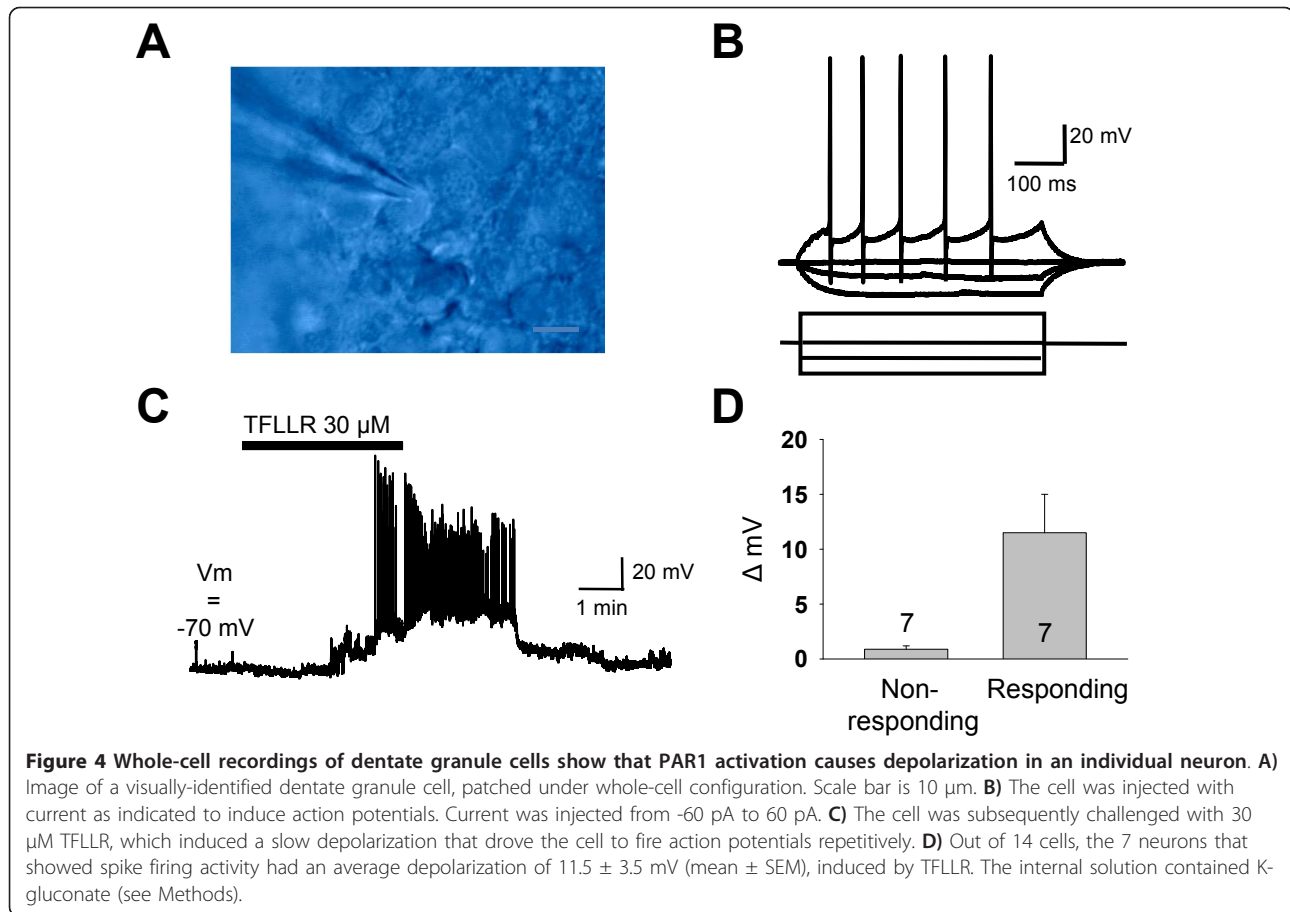 A
B
20 mV
100 ms
C
TFLLR 30 µM
Vm
=
-70 mV
20 mV
1 min
D
20
15
10
5
0
Δ mV
7
7
Non-
responding
Responding
Figure 4 Whole-cell recordings of dentate granule cells show that PAR1 activation causes depolarization in an individual neuron. A)
Image of a visually-identified dentate granule cell, patched under whole-cell configuration. Scale bar is 10 μm. B) The cell was injected with
current as indicated to induce action potentials. Current was injected from -60 pA to 60 pA. C) The cell was subsequently challenged with 30
μM TFLLR, which induced a slow depolarization that drove the cell to fire action potentials repetitively. D) Out of 14 cells, the 7 neurons that
showed spike firing activity had an average depolarization of 11.5 ± 3.5 mV (mean ± SEM), induced by TFLLR. The internal solution contained K-
gluconate (see Methods).